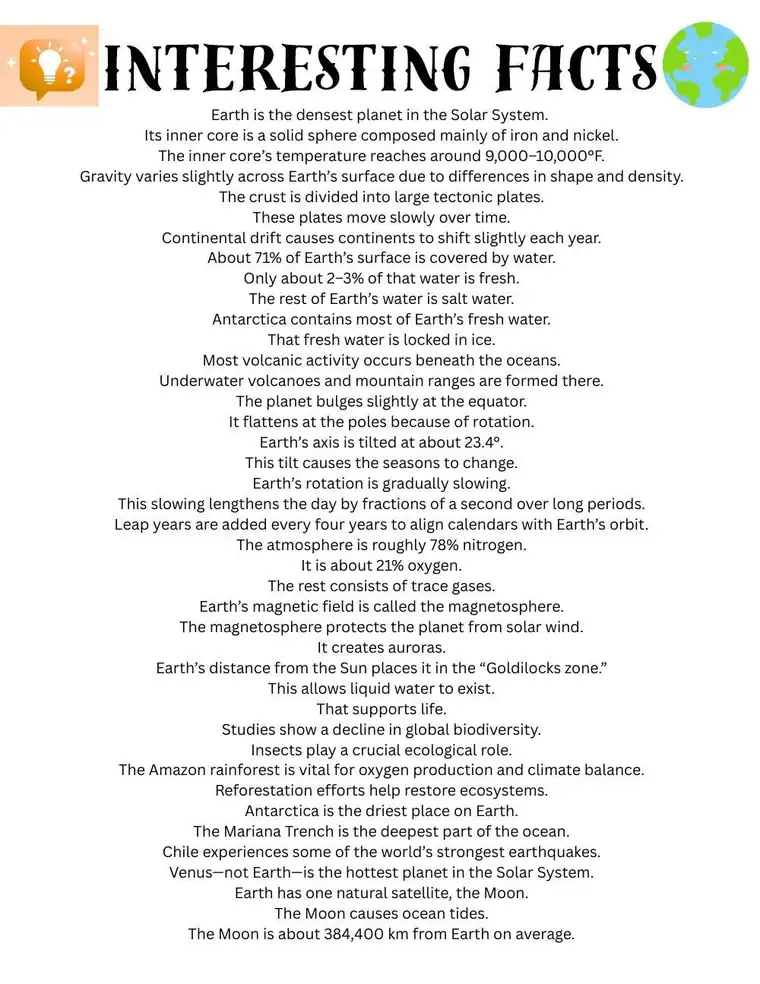 INTERESTING FACTS
?
Earth is the densest planet in the Solar System.
Its inner core is a solid sphere composed mainly of iron and nickel.
The inner core’s temperature reaches around 9,000–10,000°F.
Gravity varies slightly across Earth’s surface due to differences in shape and density.
The crust is divided into large tectonic plates.
These plates move slowly over time.
Continental drift causes continents to shift slightly each year.
About 71% of Earth’s surface is covered by water.
Only about 2–3% of that water is fresh.
The rest of Earth’s water is salt water.
Antarctica contains most of Earth’s fresh water.
That fresh water is locked in ice.
Most volcanic activity occurs beneath the oceans.
Underwater volcanoes and mountain ranges are formed there.
The planet bulges slightly at the equator.
It flattens at the poles because of rotation.
Earth’s axis is tilted at about 23.4°.
This tilt causes the seasons to change.
Earth’s rotation is gradually slowing.
This slowing lengthens the day by fractions of a second over long periods.
Leap years are added every four years to align calendars with Earth’s orbit.
The atmosphere is roughly 78% nitrogen.
It is about 21% oxygen.
The rest consists of trace gases.
Earth’s magnetic field is called the magnetosphere.
The magnetosphere protects the planet from solar wind.
It creates auroras.
Earth’s distance from the Sun places it in the “Goldilocks zone.”
This allows liquid water to exist.
That supports life.
Studies show a decline in global biodiversity.
Insects play a crucial ecological role.
The Amazon rainforest is vital for oxygen production and climate balance.
Reforestation efforts help restore ecosystems.
Antarctica is the driest place on Earth.
The Mariana Trench is the deepest part of the ocean.
Chile experiences some of the world’s strongest earthquakes.
Venus—not Earth—is the hottest planet in the Solar System.
Earth has one natural satellite, the Moon.
The Moon causes ocean tides.
The Moon is about 384,400 km from Earth on average.